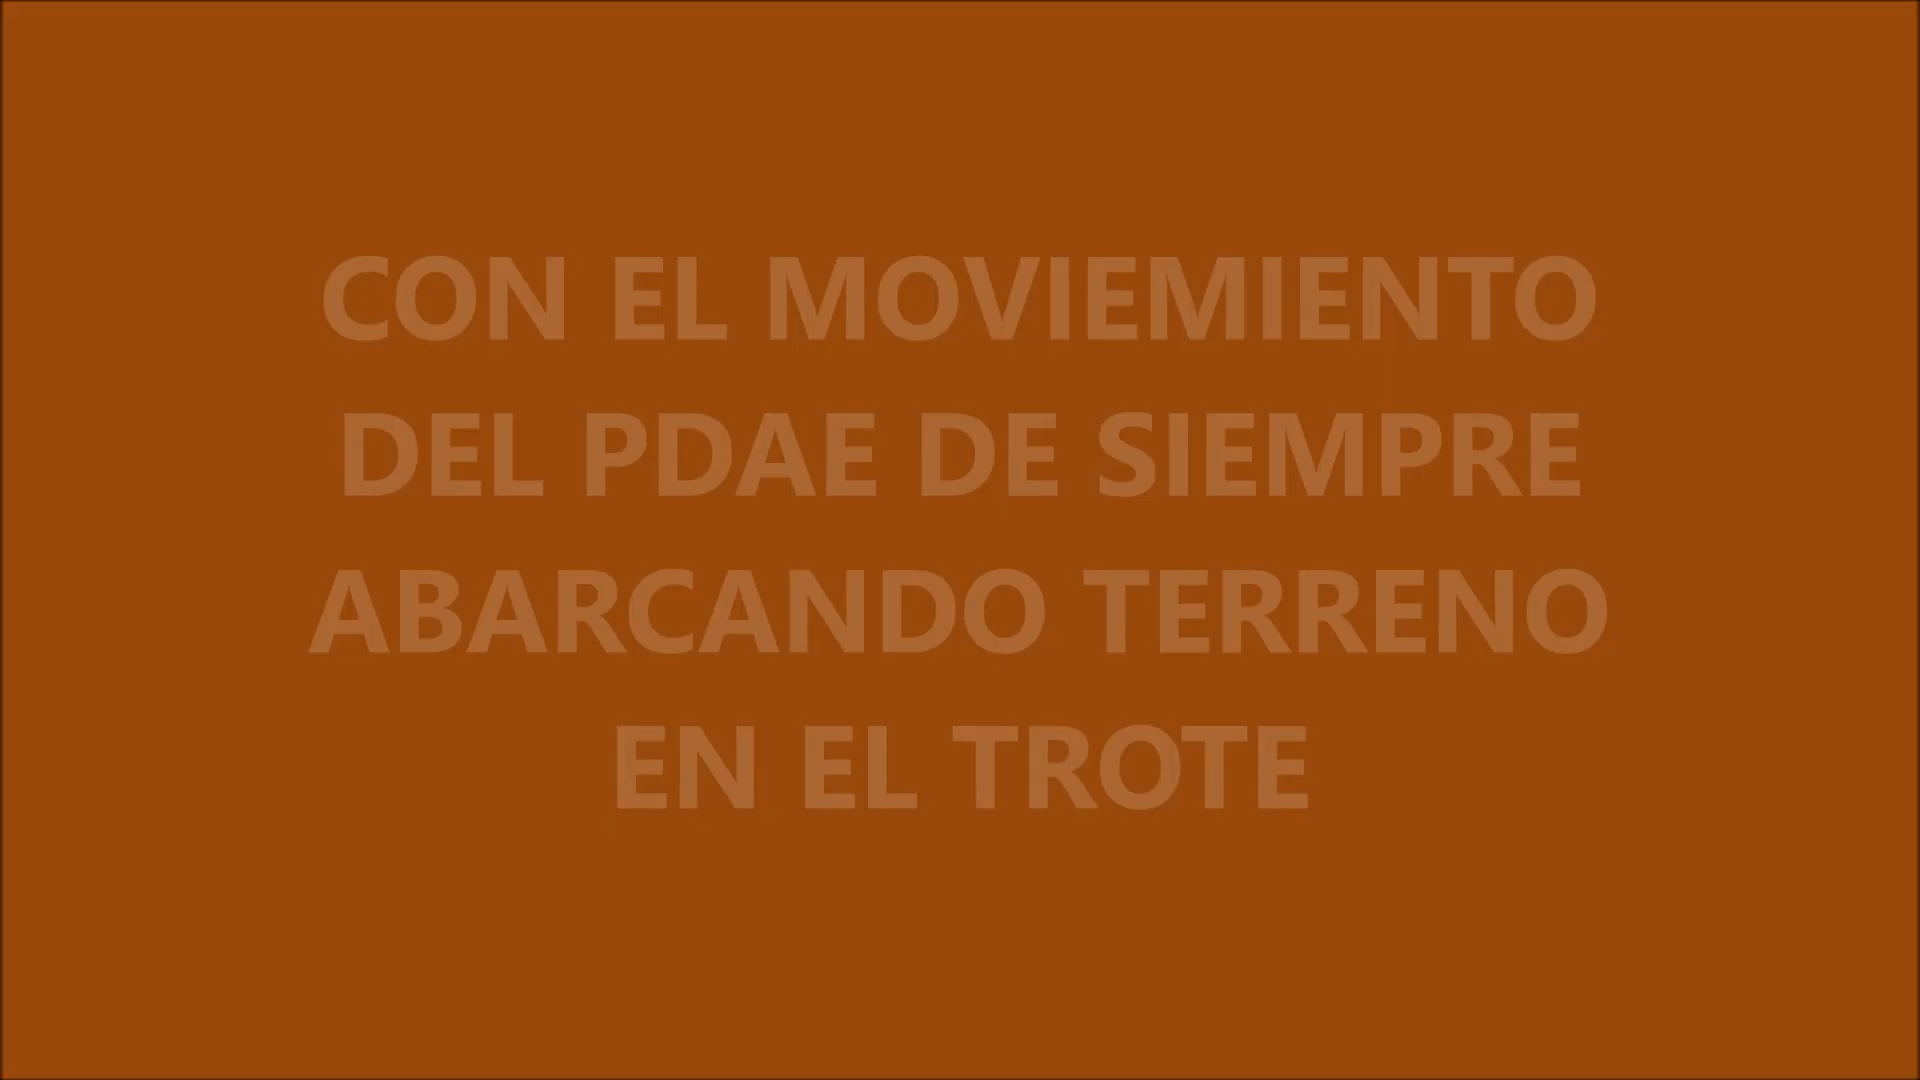 CON EL MOVIEMIENTO
DEL PDAE DE SIEMPRE
ABARCANDO TERRENO
EN EL TROTE